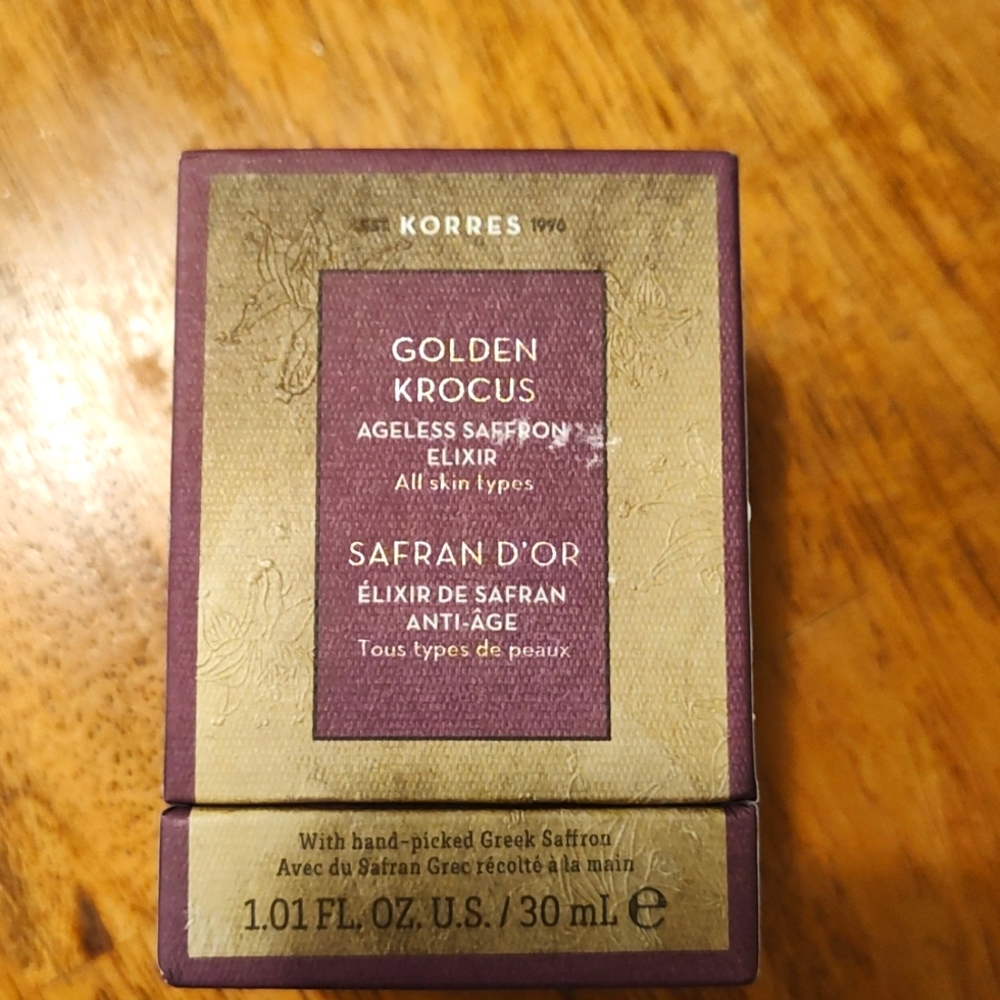 EST. KORRES 1996
GOLDEN
KROCUS
AGELESS SAFFRON
ELIXIR
All skin types
SAFRAN D'OR
ÉLIXIR DE SAFRAN
ANTI-ÂGE
Tous types de peaux
With hand-picked Greek Saffron
Avec du Safran Grec récolté à la main
1.01 FL. OZ. U.S. / 30 mL ℮